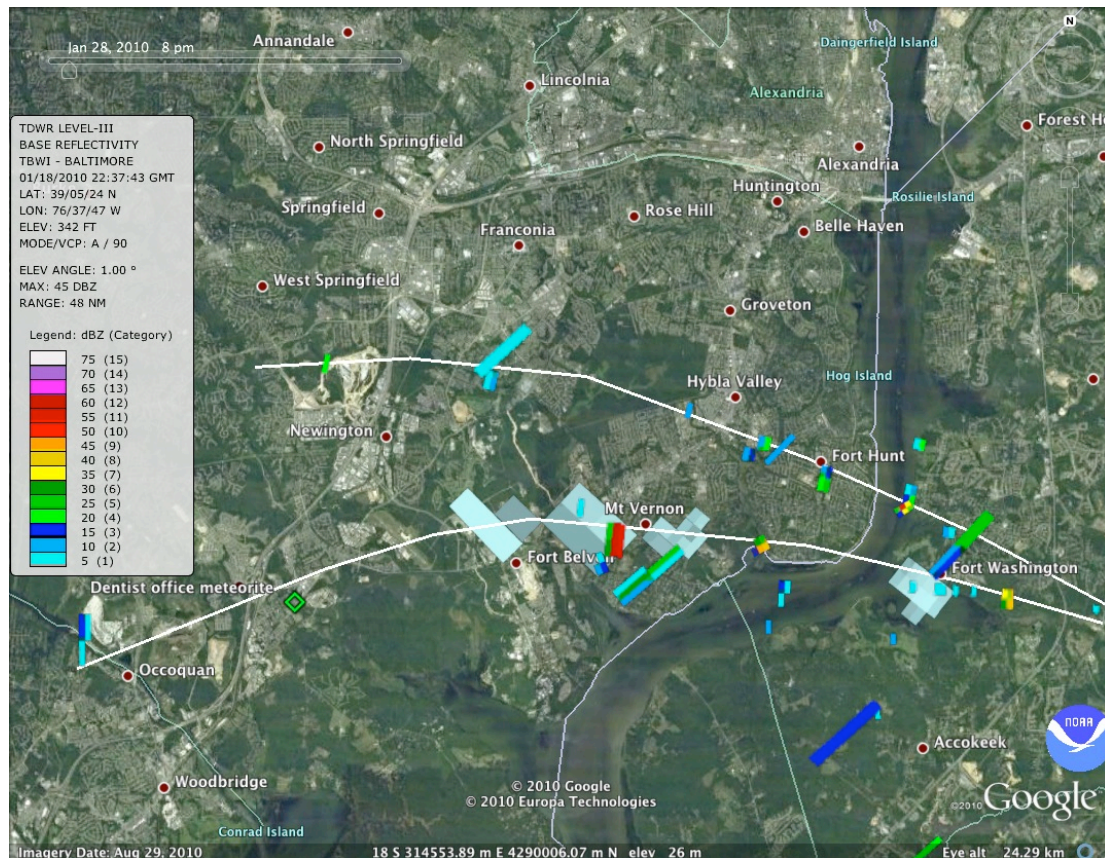 Jan 28, 2010   8 pm
N
Annandale
Daingerfield Island
Lincolnia
Alexandria
TDWR LEVEL-III
BASE REFLECTIVITY
TBWI - BALTIMORE
01/18/2010 22:37:43 GMT
LAT: 39/05/24 N
LON: 76/37/47 W
ELEV: 342 FT
MODE/VCP: A / 90
ELEV ANGLE: 1.00 °
MAX: 45 DBZ
RANGE: 48 NM
Legend: dBZ (Category)
75 (15)
70 (14)
65 (13)
60 (12)
55 (11)
50 (10)
45 (9)
40 (8)
35 (7)
30 (6)
25 (5)
20 (4)
15 (3)
10 (2)
5 (1)
North Springfield
Alexandria
Huntington
Rosilie Island
Springfield
Rose Hill
Belle Haven
Franconia
West Springfield
Groveton
Hybla Valley
Hog Island
Newington
Fort Hunt
Mt Vernon
Fort Washington
Dentist office meteorite
Occoquan
Accokeek
NOAA
Woodbridge
© 2010 Google
© 2010 Europa Technologies
©2010 Google
Conrad Island
Imagery Date: Aug 29, 2010
18 S 314553.89 m E 4290006.07 m N   elev   26 m
Eye alt   24.29 km